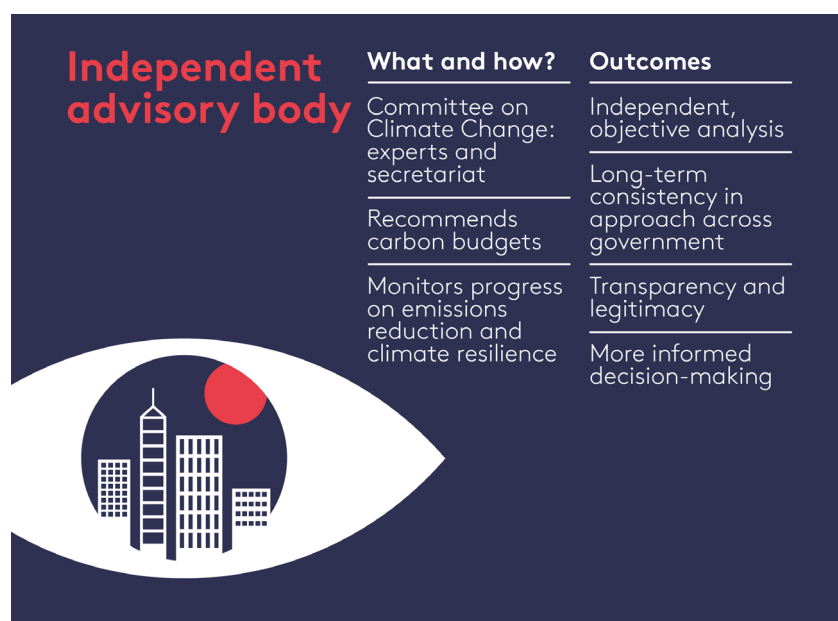 Independent
advisory body
What and how?
Committee on
Climate Change:
experts and
secretariat
Recommends
carbon budgets
Monitors progress
on emissions
reduction and
climate resilience
Outcomes
Independent,
objective analysis
Long-term
consistency in
approach across
government
Transparency and
legitimacy
More informed
decision-making